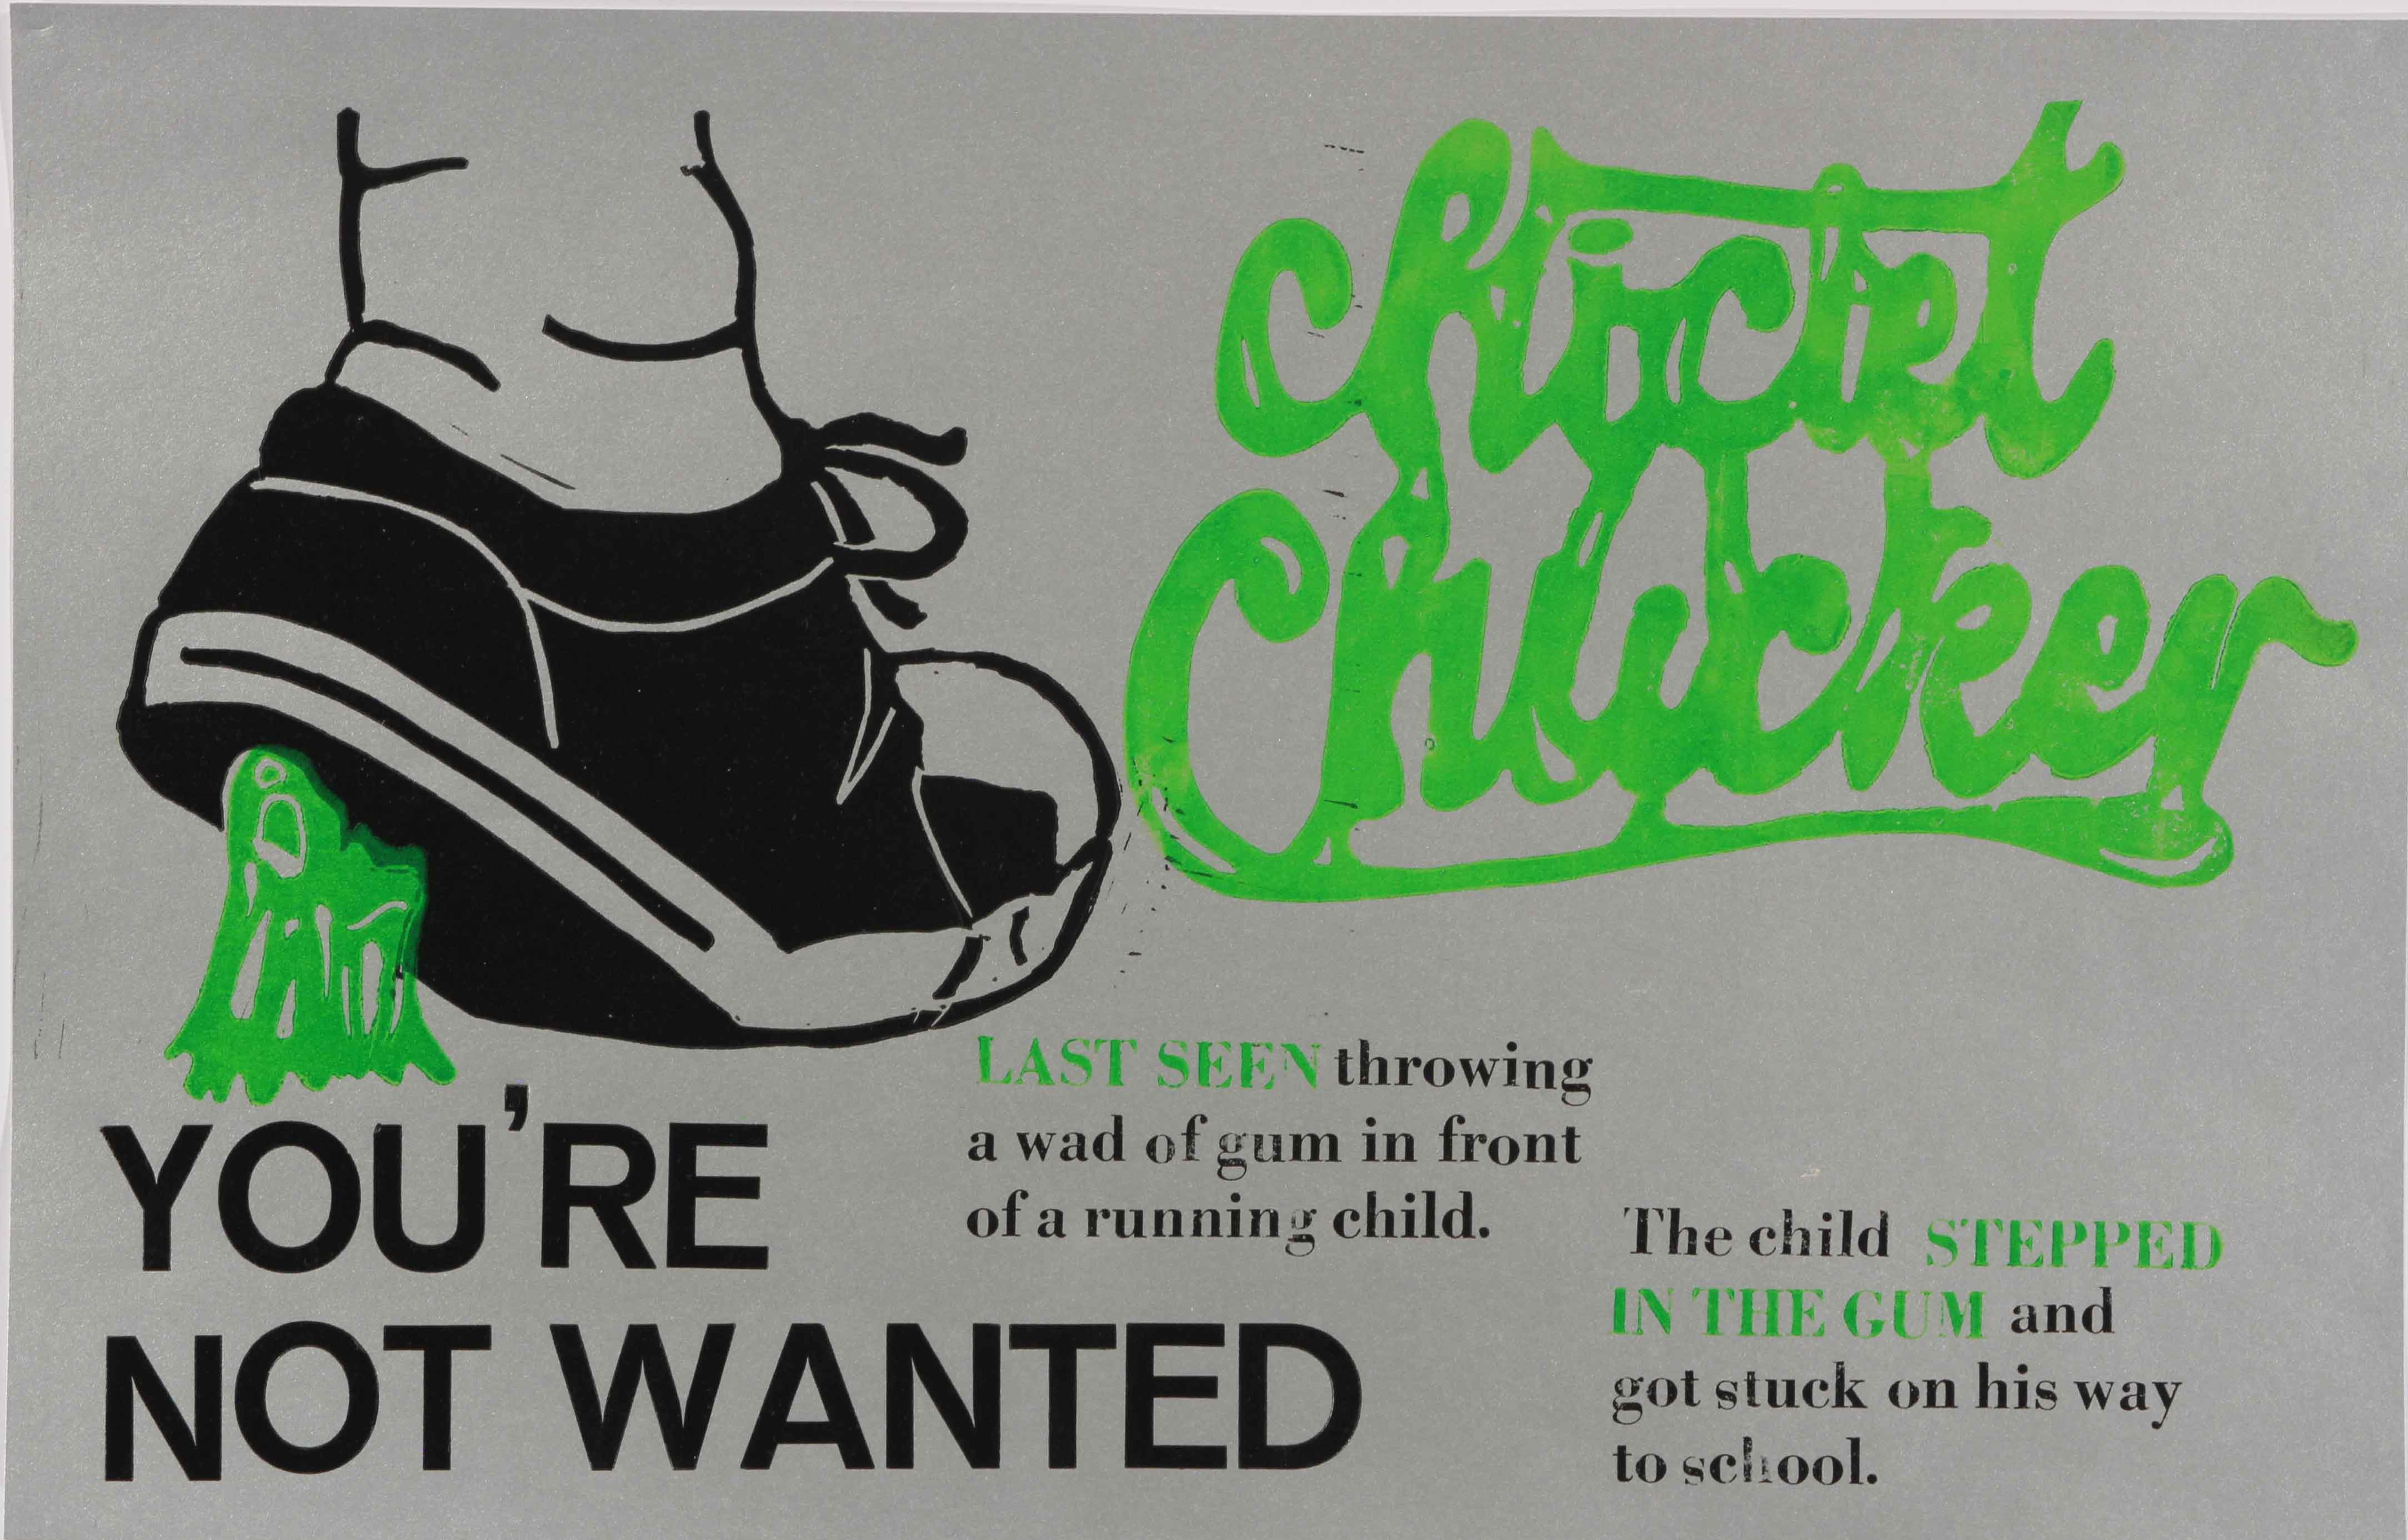 Chiclet
Chucker
LAST SEEN throwing
a wad of gum in front
of a running child.
The child STEPPED
IN THE GUM and
got stuck on his way
to school.
YOU'RE
NOT WANTED